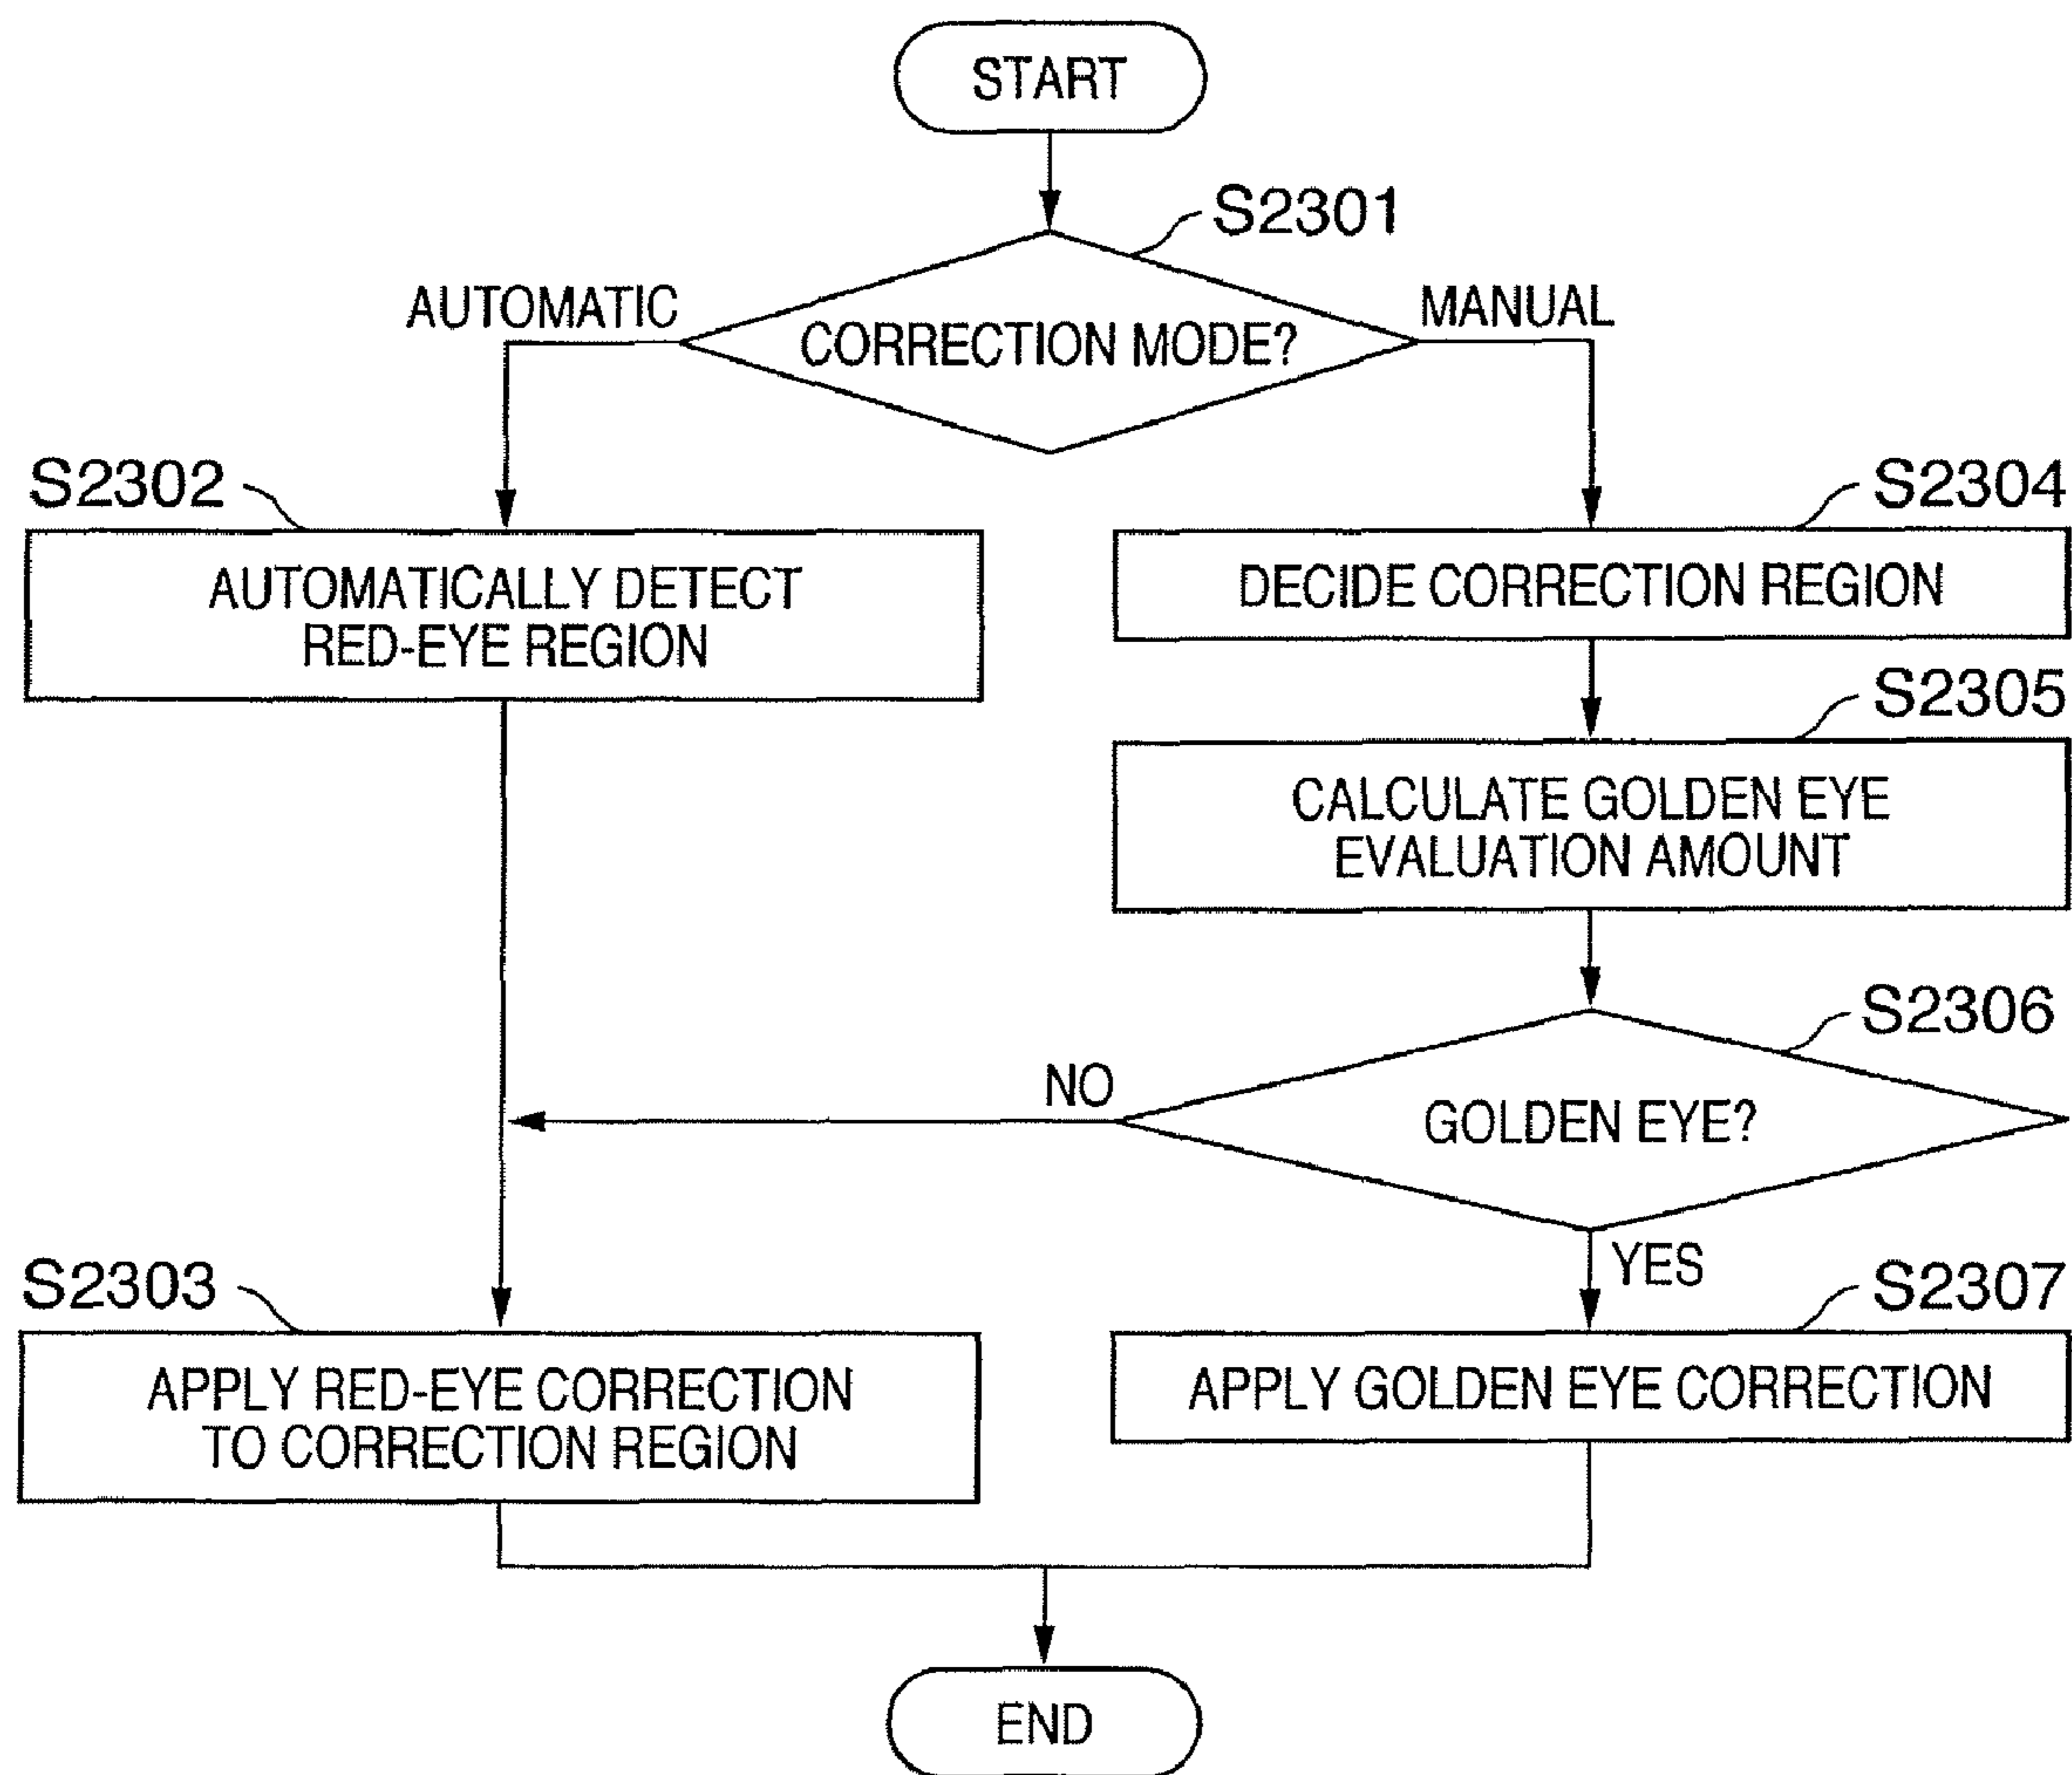 START
S2301
AUTOMATIC
MANUAL
CORRECTION MODE?
S2302
S2304
AUTOMATICALLY DETECT
RED-EYE REGION
DECIDE CORRECTION REGION
S2305
CALCULATE GOLDEN EYE
EVALUATION AMOUNT
S2306
NO
GOLDEN EYE?
YES
S2303
S2307
APPLY RED-EYE CORRECTION
TO CORRECTION REGION
APPLY GOLDEN EYE CORRECTION
END